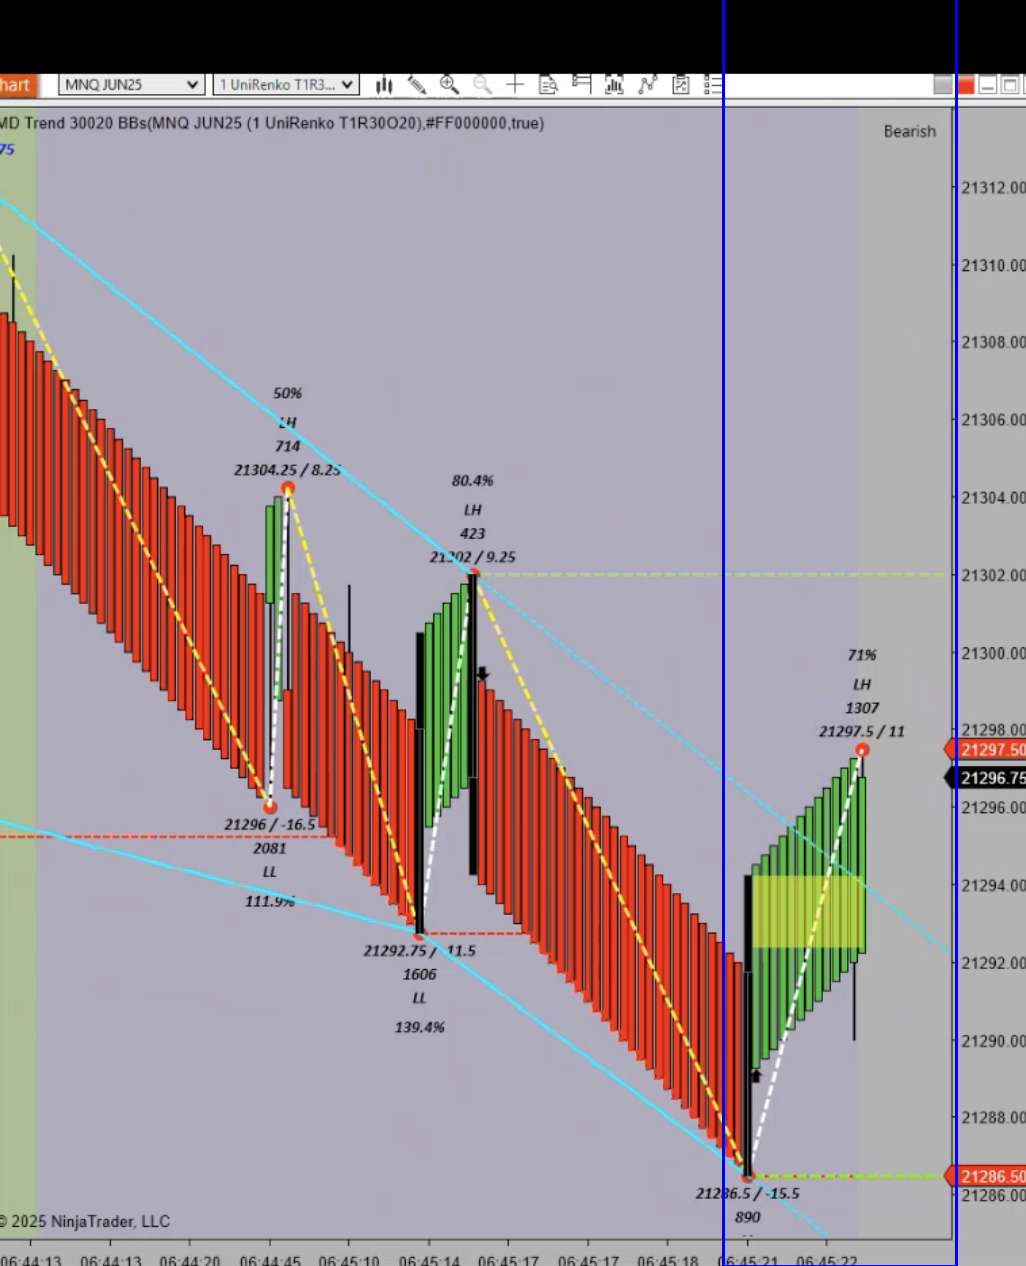 hart
MNQ JUN25
1 UniRenko T1R3...
MD Trend 30020 BBs(MNQ JUN25 (1 UniRenko T1R30O20),#FF000000,true)
Bearish
75
21312.00
21310.00
21308.00
21306.00
21304.00
21302.00
21300.00
21298.00
21297.50
21296.75
21296.00
21294.00
21292.00
21290.00
21288.00
21286.50
21286.00
50%
LH
714
21304.25 / 8.25
80.4%
LH
423
21302 / 9.25
71%
LH
1307
21297.5 / 11
21296 / -16.5
2081
LL
111.9%
21292.75 / -11.5
1606
LL
139.4%
21286.5 / -15.5
890
© 2025 NinjaTrader, LLC
06:44:13 06:44:13 06:44:20 06:44:45 06:45:10 06:45:14 06:45:17 06:45:17 06:45:18 06:45:21 06:45:22